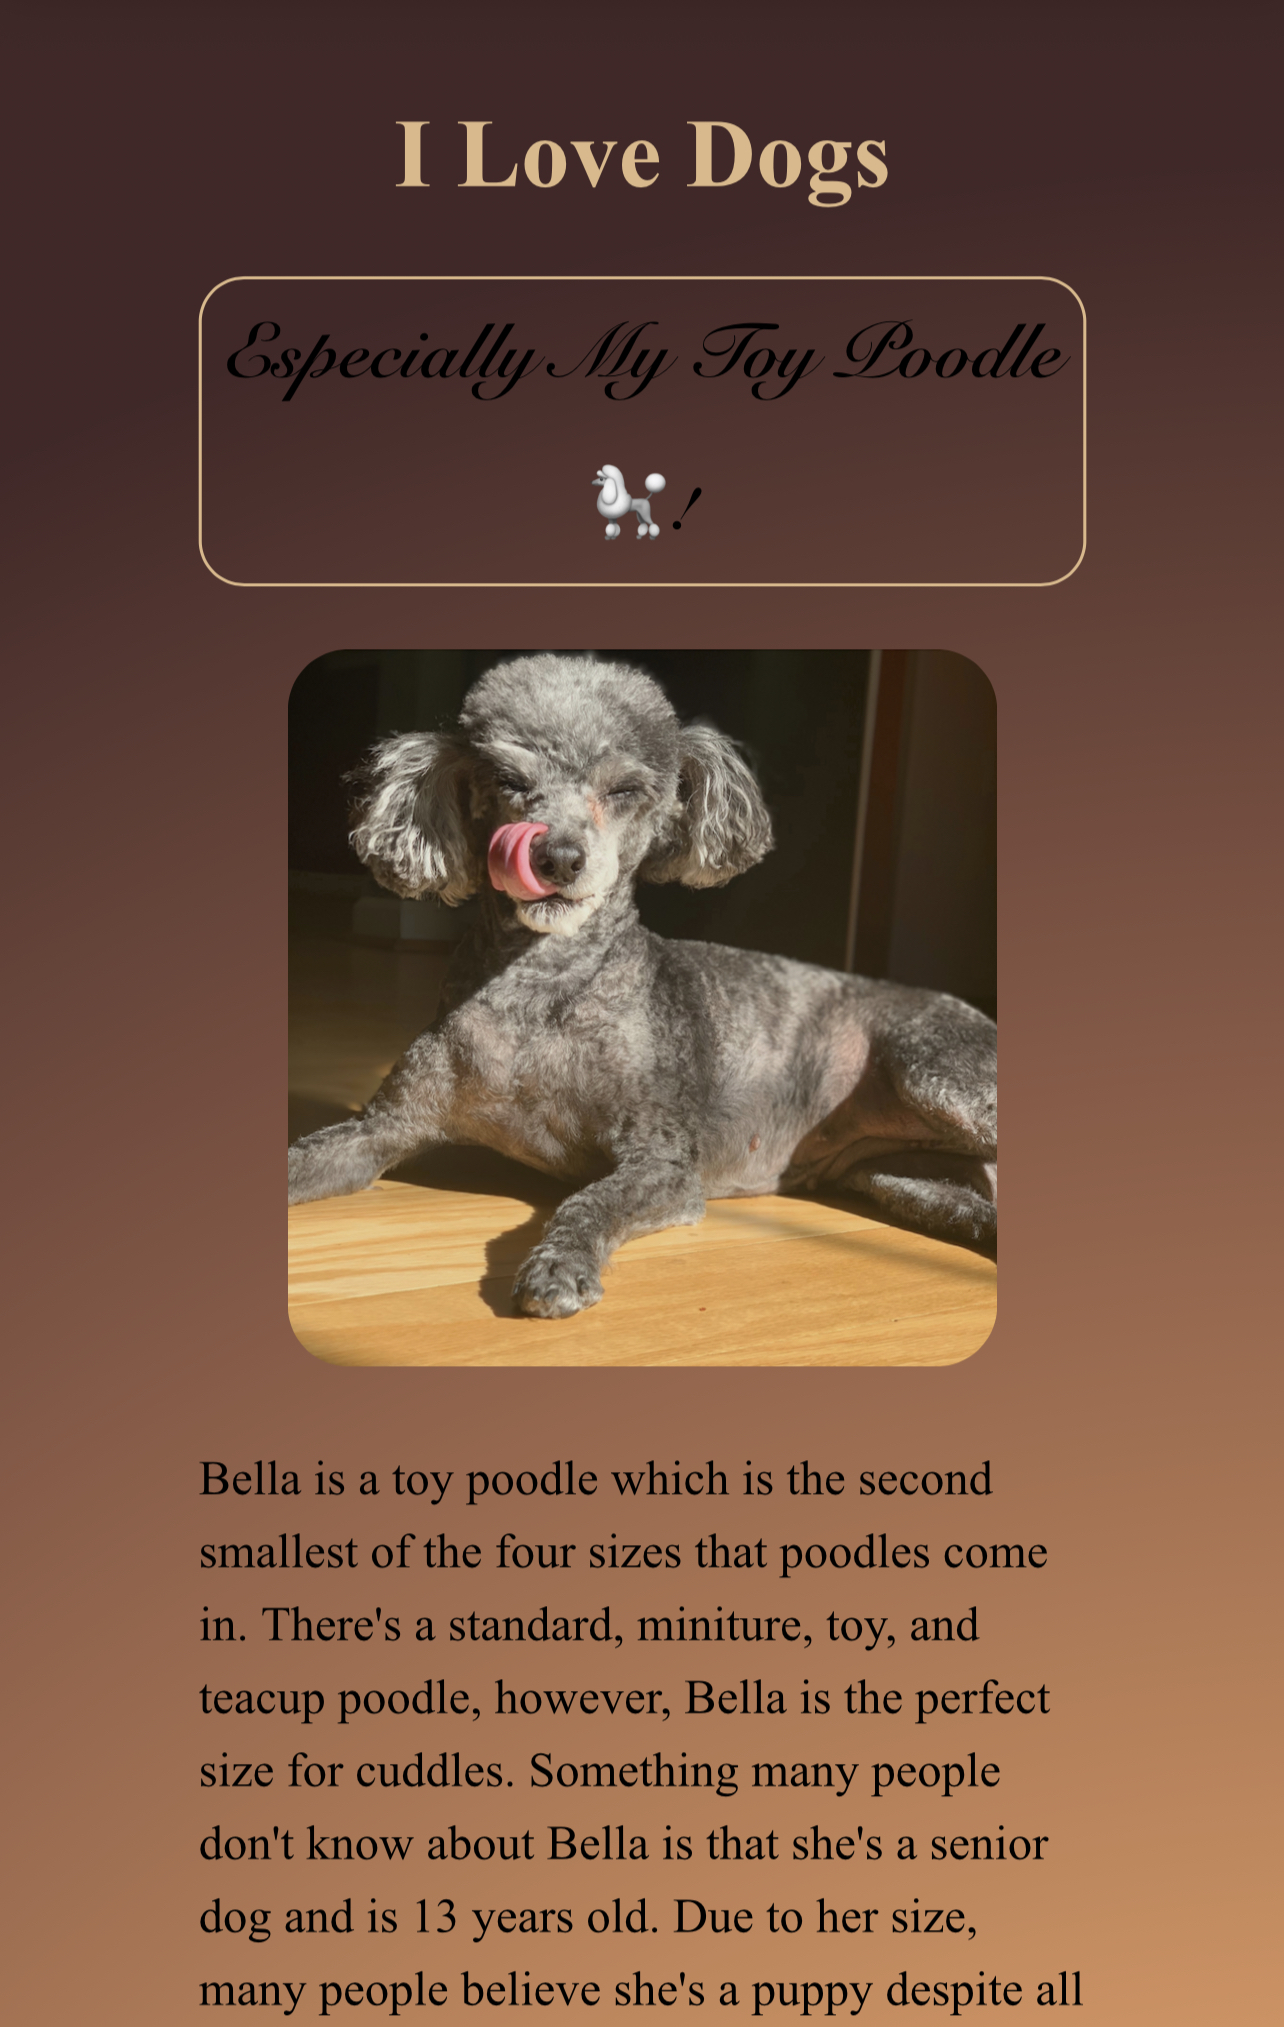 I Love Dogs
Especially My Toy Poodle
🐩!
Bella is a toy poodle which is the second
smallest of the four sizes that poodles come
in. There's a standard, miniture, toy, and
teacup poodle, however, Bella is the perfect
size for cuddles. Something many people
don't know about Bella is that she's a senior
dog and is 13 years old. Due to her size,
many people believe she's a puppy despite all